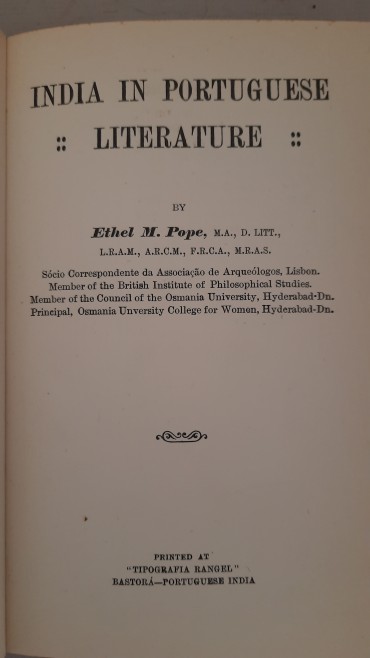 INDIA IN PORTUGUESE
:: LITERATURE ::
BY
Ethel M. Pope, M.A., D. LITT.,
L.R.A.M., A.R.C.M., F.R.C.A., M.R.A.S.
Sócio Correspondente da Associação de Arqueólogos, Lisbon.
Member of the British Institute of Philosophical Studies.
Member of the Council of the Osmania University, Hyderabad-Dn.
Principal, Osmania Unversity College for Women, Hyderabad-Dn.
PRINTED AT
"TIPOGRAFIA RANGEL"
BASTORÁ—PORTUGUESE INDIA